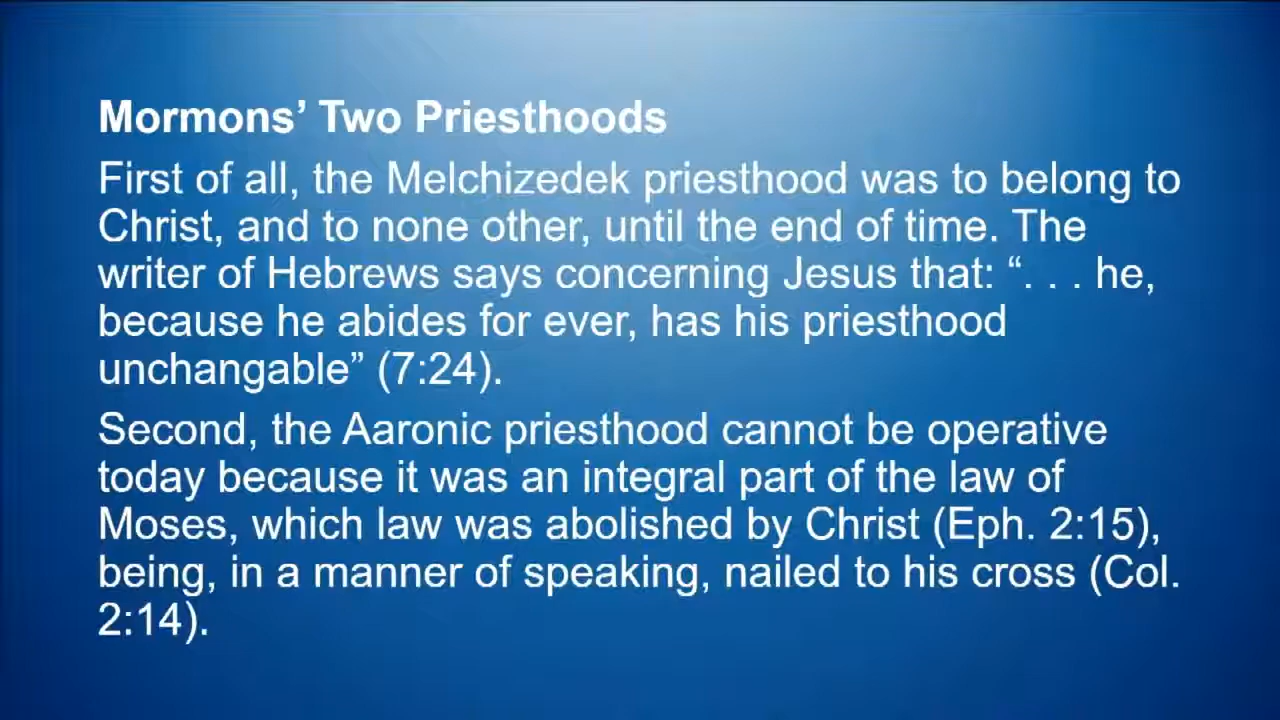 Mormons’ Two Priesthoods
First of all, the Melchizedek priesthood was to belong to
Christ, and to none other, until the end of time. The
writer of Hebrews says concerning Jesus that: “. . . he,
because he abides for ever, has his priesthood
unchangable” (7:24).
Second, the Aaronic priesthood cannot be operative
today because it was an integral part of the law of
Moses, which law was abolished by Christ (Eph. 2:15),
being, in a manner of speaking, nailed to his cross (Col.
2:14).